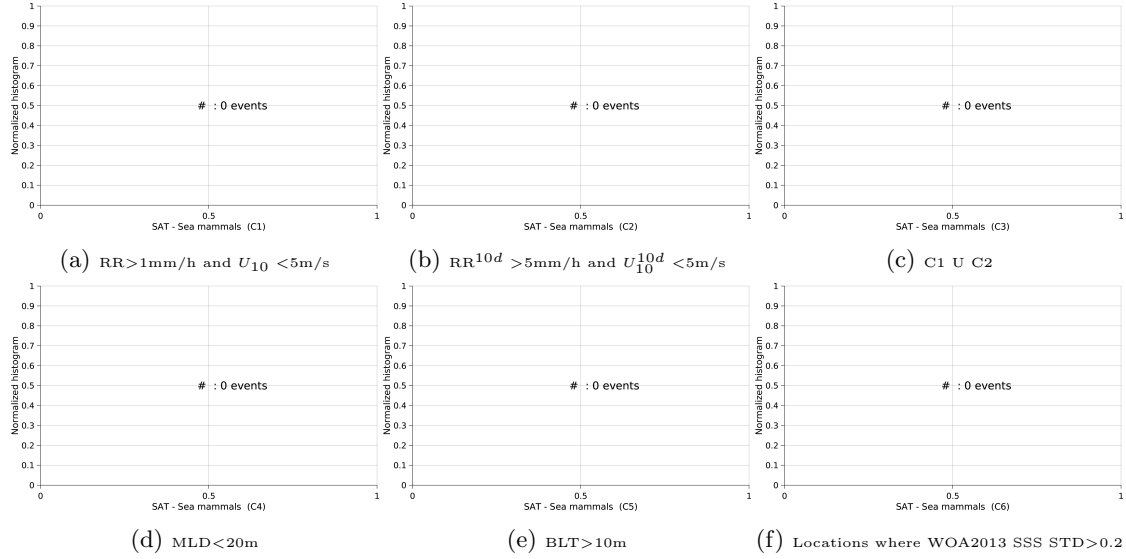 1
0.9
0.8
0.7
0.6
0.5
0.4
0.3
0.2
0.1
0
Normalized histogram
# : 0 events
0 0.5 1
SAT - Sea mammals (C1)
(a) RR>1mm/h and U10 <5m/s
1
0.9
0.8
0.7
0.6
0.5
0.4
0.3
0.2
0.1
0
Normalized histogram
# : 0 events
0 0.5 1
SAT - Sea mammals (C2)
(b) RR10d >5mm/h and U10d10 <5m/s
1
0.9
0.8
0.7
0.6
0.5
0.4
0.3
0.2
0.1
0
Normalized histogram
# : 0 events
0 0.5 1
SAT - Sea mammals (C3)
(c) C1 U C2
1
0.9
0.8
0.7
0.6
0.5
0.4
0.3
0.2
0.1
0
Normalized histogram
# : 0 events
0 0.5 1
SAT - Sea mammals (C4)
(d) MLD<20m
1
0.9
0.8
0.7
0.6
0.5
0.4
0.3
0.2
0.1
0
Normalized histogram
# : 0 events
0 0.5 1
SAT - Sea mammals (C5)
(e) BLT>10m
1
0.9
0.8
0.7
0.6
0.5
0.4
0.3
0.2
0.1
0
Normalized histogram
# : 0 events
0 0.5 1
SAT - Sea mammals (C6)
(f) Locations where WOA2013 SSS STD>0.2